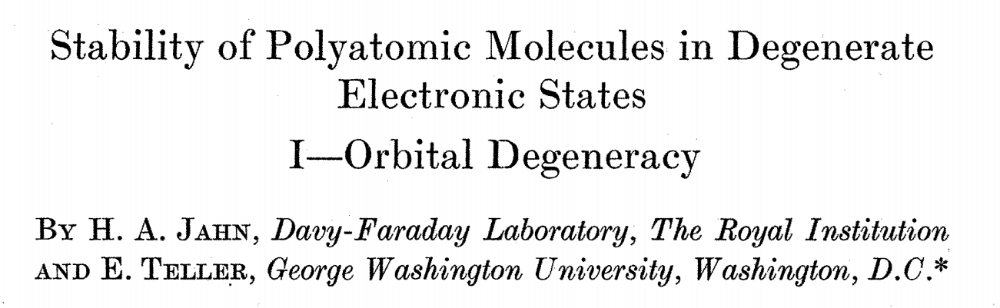 Stability of Polyatomic Molecules in Degenerate
Electronic States
I—Orbital Degeneracy
By H. A. Jahn, Davy-Faraday Laboratory, The Royal Institution
and E. Teller, George Washington University, Washington, D.C.*